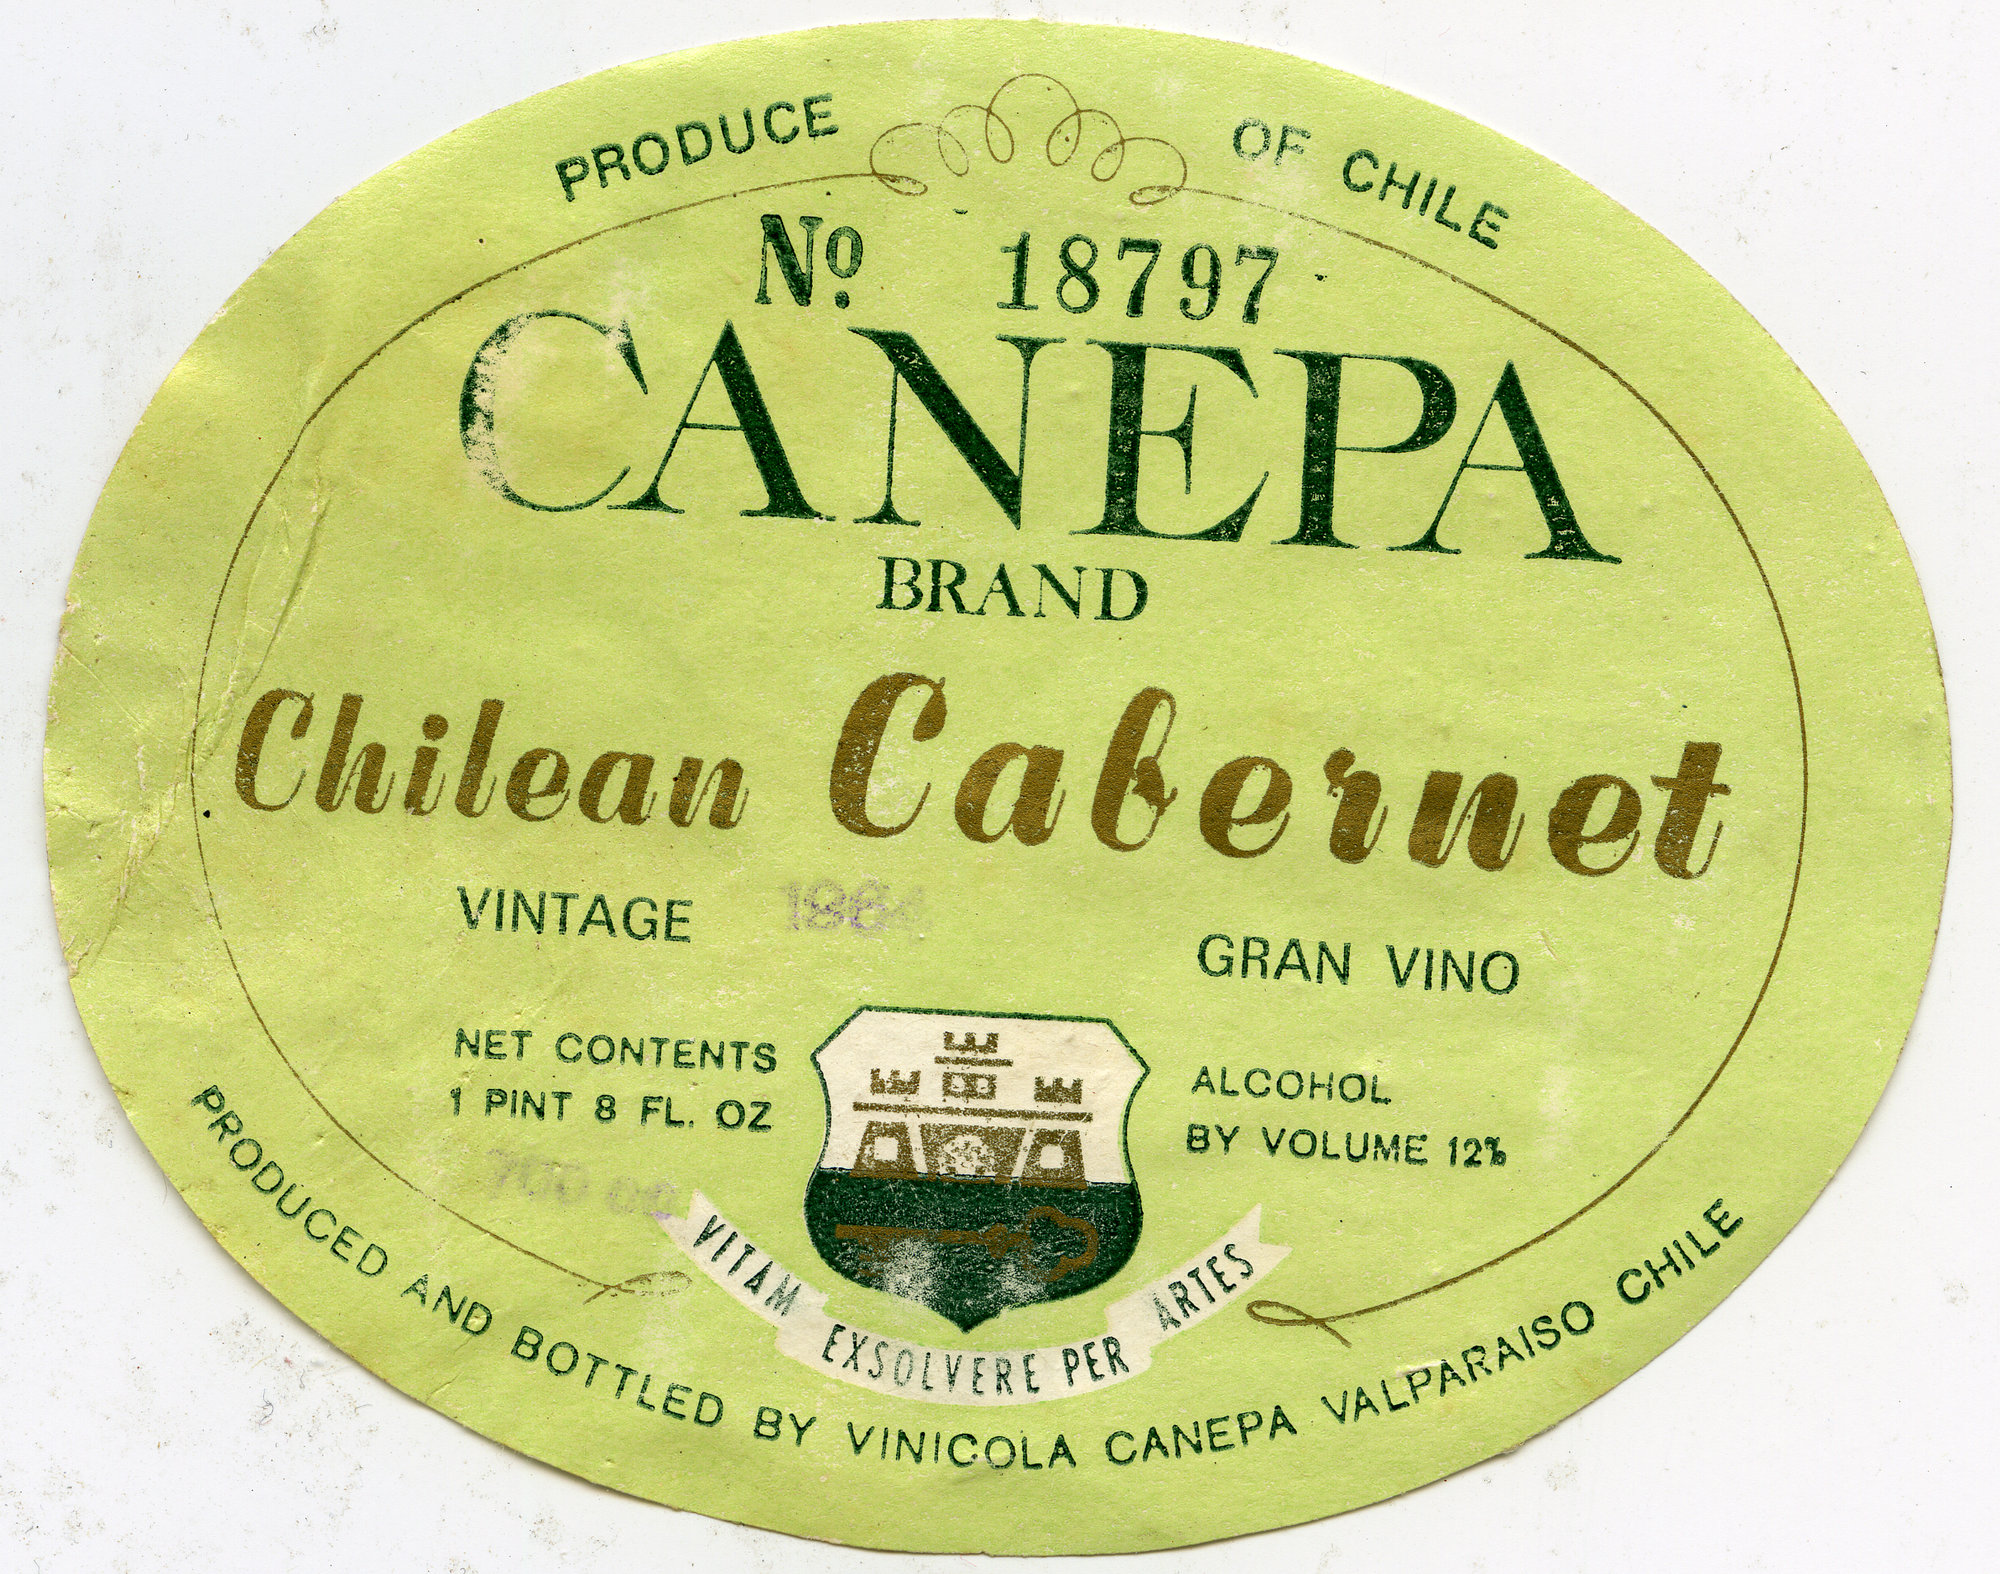 PRODUCE OF CHILE
No. 18797
CANEPA
BRAND
Chilean Cabernet
VINTAGE
GRAN VINO
NET CONTENTS
1 PINT 8 FL. OZ
ALCOHOL
BY VOLUME 12%
VITAM EXSOLVERE PER ARTES
PRODUCED AND BOTTLED BY VINICOLA CANEPA VALPARAISO CHILE